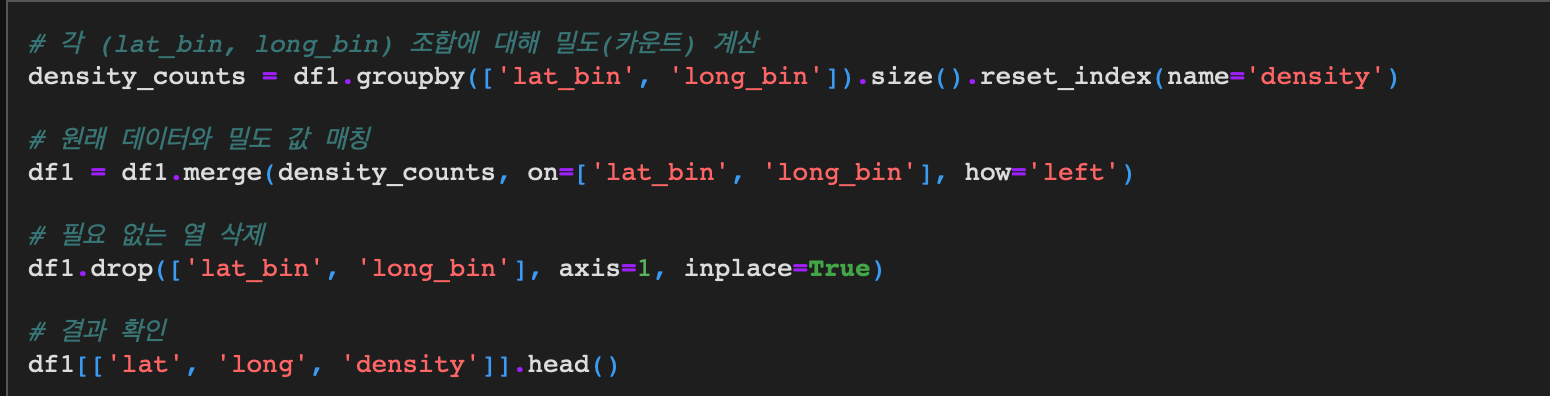 # 각 (lat_bin, long_bin) 조합에 대해 밀도(카운트) 계산
density_counts = df1.groupby(['lat_bin', 'long_bin']).size().reset_index(name='density')
# 원래 데이터와 밀도 값 매칭
df1 = df1.merge(density_counts, on=['lat_bin', 'long_bin'], how='left')
# 필요 없는 열 삭제
df1.drop(['lat_bin', 'long_bin'], axis=1, inplace=True)
# 결과 확인
df1[['lat', 'long', 'density']].head()